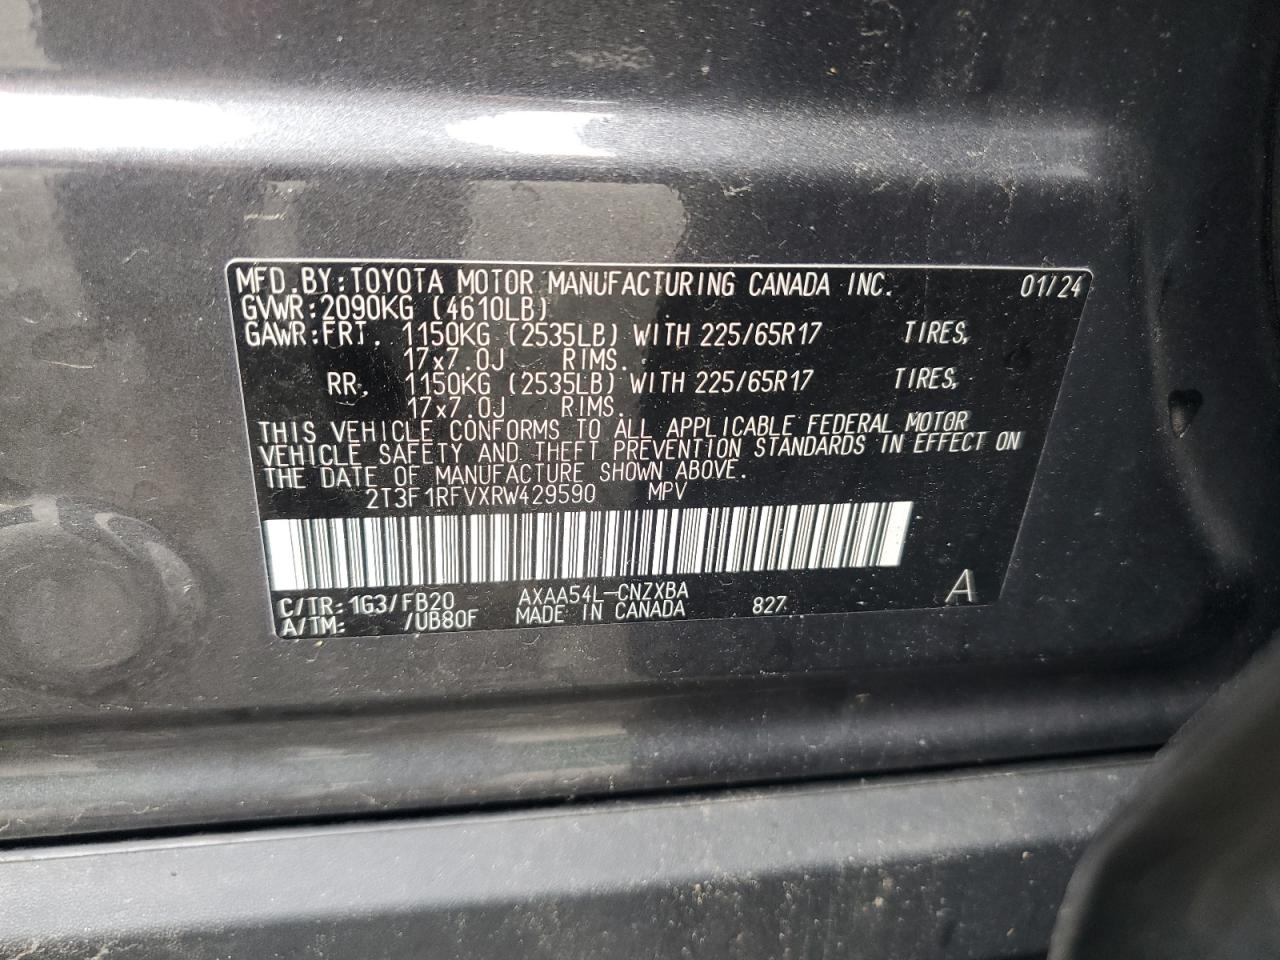 MFD.BY:TOYOTA MOTOR MANUFACTURING CANADA INC. 01/24
GVWR:2090KG (4610LB)
GAWR:FRT. 1150KG (2535LB) WITH 225/65R17 TIRES,
17x7.0J RIMS.
RR, 1150KG (2535LB) WITH 225/65R17 TIRES,
17x7.0J RIMS.
THIS VEHICLE CONFORMS TO ALL APPLICABLE FEDERAL MOTOR
VEHICLE SAFETY AND THEFT PREVENTION STANDARDS IN EFFECT ON
THE DATE OF MANUFACTURE SHOWN ABOVE.
2T3F1RFVXRW429590 MPV
C/TR:1G3/FB20 AXAA54L-CNZXBA 827 A
A/TM: /UB80F MADE IN CANADA